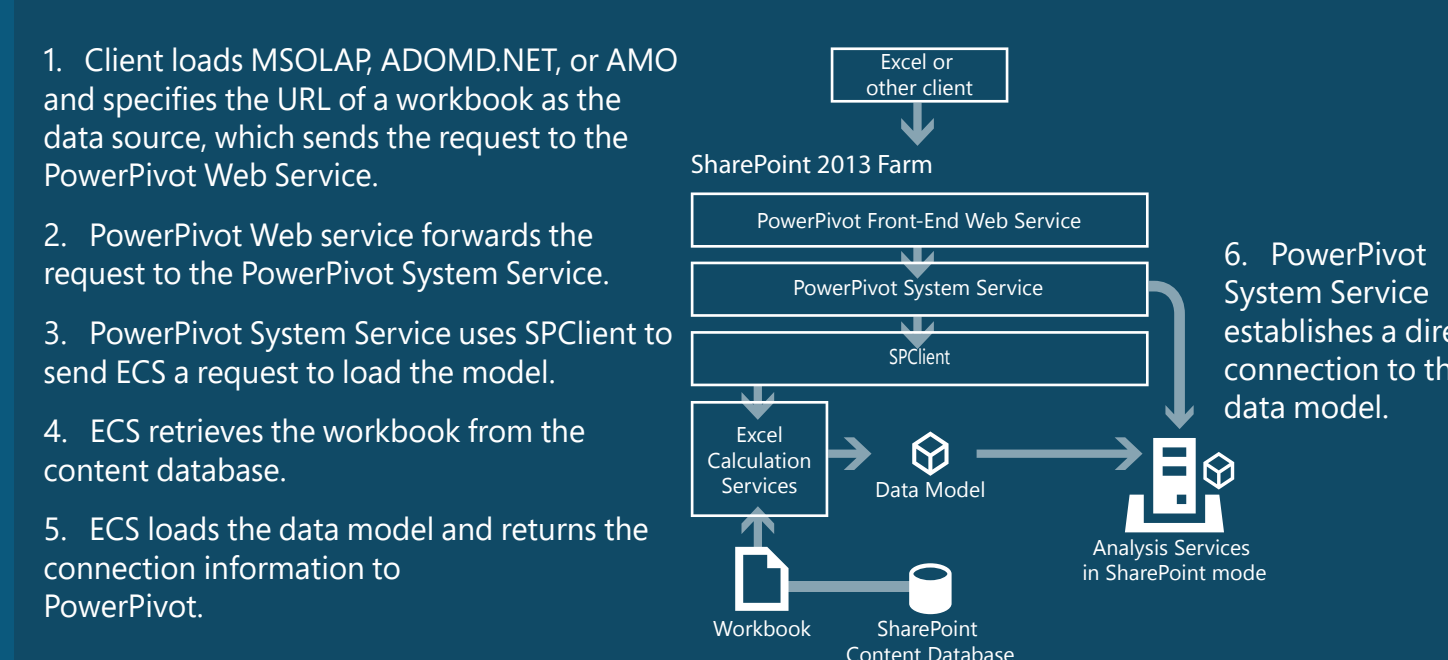 1. Client loads MSOLAP, ADOMD.NET, or AMO
and specifies the URL of a workbook as the
data source, which sends the request to the
PowerPivot Web Service.
2. PowerPivot Web service forwards the
request to the PowerPivot System Service.
3. PowerPivot System Service uses SPClient to
send ECS a request to load the model.
4. ECS retrieves the workbook from the
content database.
5. ECS loads the data model and returns the
connection information to
PowerPivot.
Excel or
other client
SharePoint 2013 Farm
PowerPivot Front-End Web Service
PowerPivot System Service
SPClient
Excel
Calculation
Services
Data Model
Analysis Services
in SharePoint mode
Workbook
SharePoint
Content Database
6. PowerPivot
System Service
establishes a
connection to
data model.